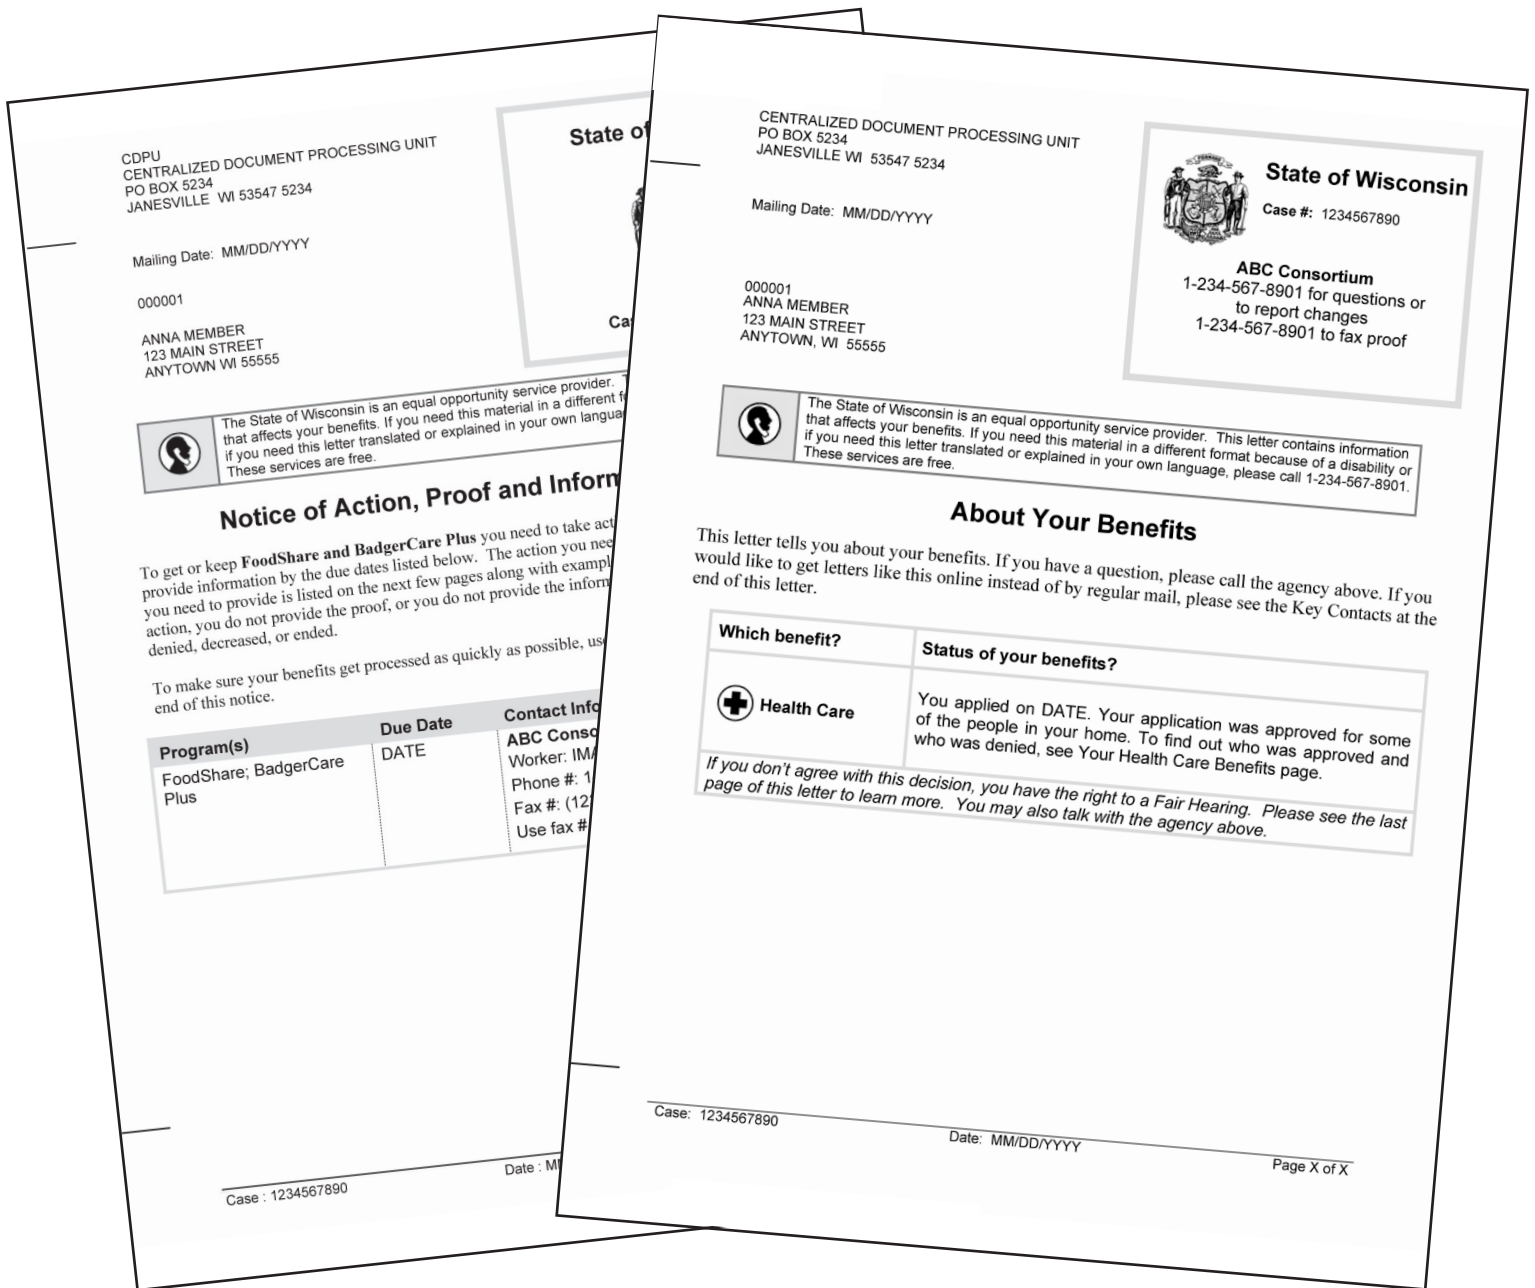 CDPU
CENTRALIZED DOCUMENT PROCESSING UNIT
PO BOX 5234
JANESVILLE WI 53547 5234
Mailing Date: MM/DD/YYYY
000001
ANNA MEMBER
123 MAIN STREET
ANYTOWN WI 55555
State of
The State of Wisconsin is an equal opportunity service provider.
that affects your benefits. If you need this material in a different
if you need this letter translated or explained in your own
These services are free.
Notice of Action, Proof and
To get or keep FoodShare and BadgerCare Plus you need to take
provide information by the due dates listed below. The action you
you need to provide is listed on the next few pages along with
action, you do not provide the proof, or you do not provide the
denied, decreased, or ended.
To make sure your benefits get processed as quickly as possible,
end of this notice.
Program(s) Due Date Contact
FoodShare; BadgerCare DATE ABC
Plus
Worker:
Phone #: 1
Fax #: (12
Use fax #
Case : 1234567890 Date :
CENTRALIZED DOCUMENT PROCESSING UNIT
PO BOX 5234
JANESVILLE WI 53547 5234
Mailing Date: MM/DD/YYYY
000001
ANNA MEMBER
123 MAIN STREET
ANYTOWN, WI 55555
State of Wisconsin
Case #: 1234567890
ABC Consortium
1-234-567-8901 for questions or
to report changes
1-234-567-8901 to fax proof
The State of Wisconsin is an equal opportunity service provider. This letter contains information
that affects your benefits. If you need this material in a different format because of a disability or
if you need this letter translated or explained in your own language, please call 1-234-567-8901.
These services are free.
About Your Benefits
This letter tells you about your benefits. If you have a question, please call the agency above. If you
would like to get letters like this online instead of by regular mail, please see the Key Contacts at the
end of this letter.
Which benefit? Status of your benefits?
Health Care
You applied on DATE. Your application was approved for some
of the people in your home. To find out who was approved and
who was denied, see Your Health Care Benefits page.
If you don't agree with this decision, you have the right to a Fair Hearing. Please see the last
page of this letter to learn more. You may also talk with the agency above.
Case: 1234567890 Date: MM/DD/YYYY Page X of X